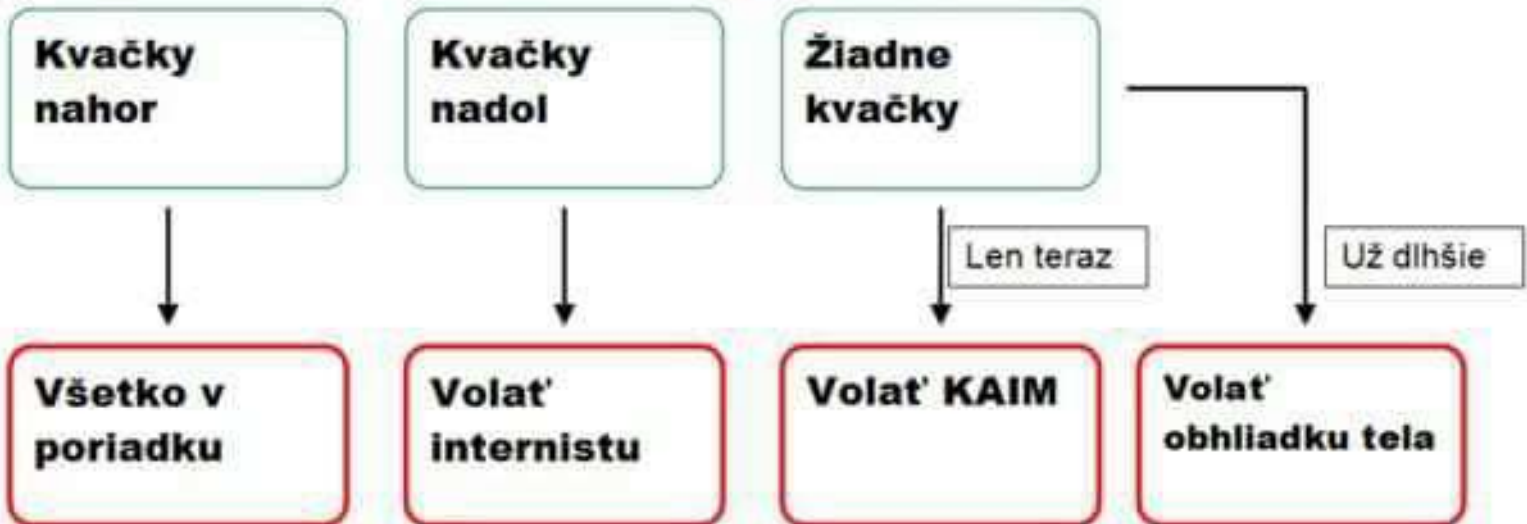 Kvačky
nahor
Kvačky
nadol
Žiadne
kvačky
Len teraz
Už dlhšie
Všetko v
poriadku
Volať
internistu
Volať KAIM
Volať
obhliadku tela